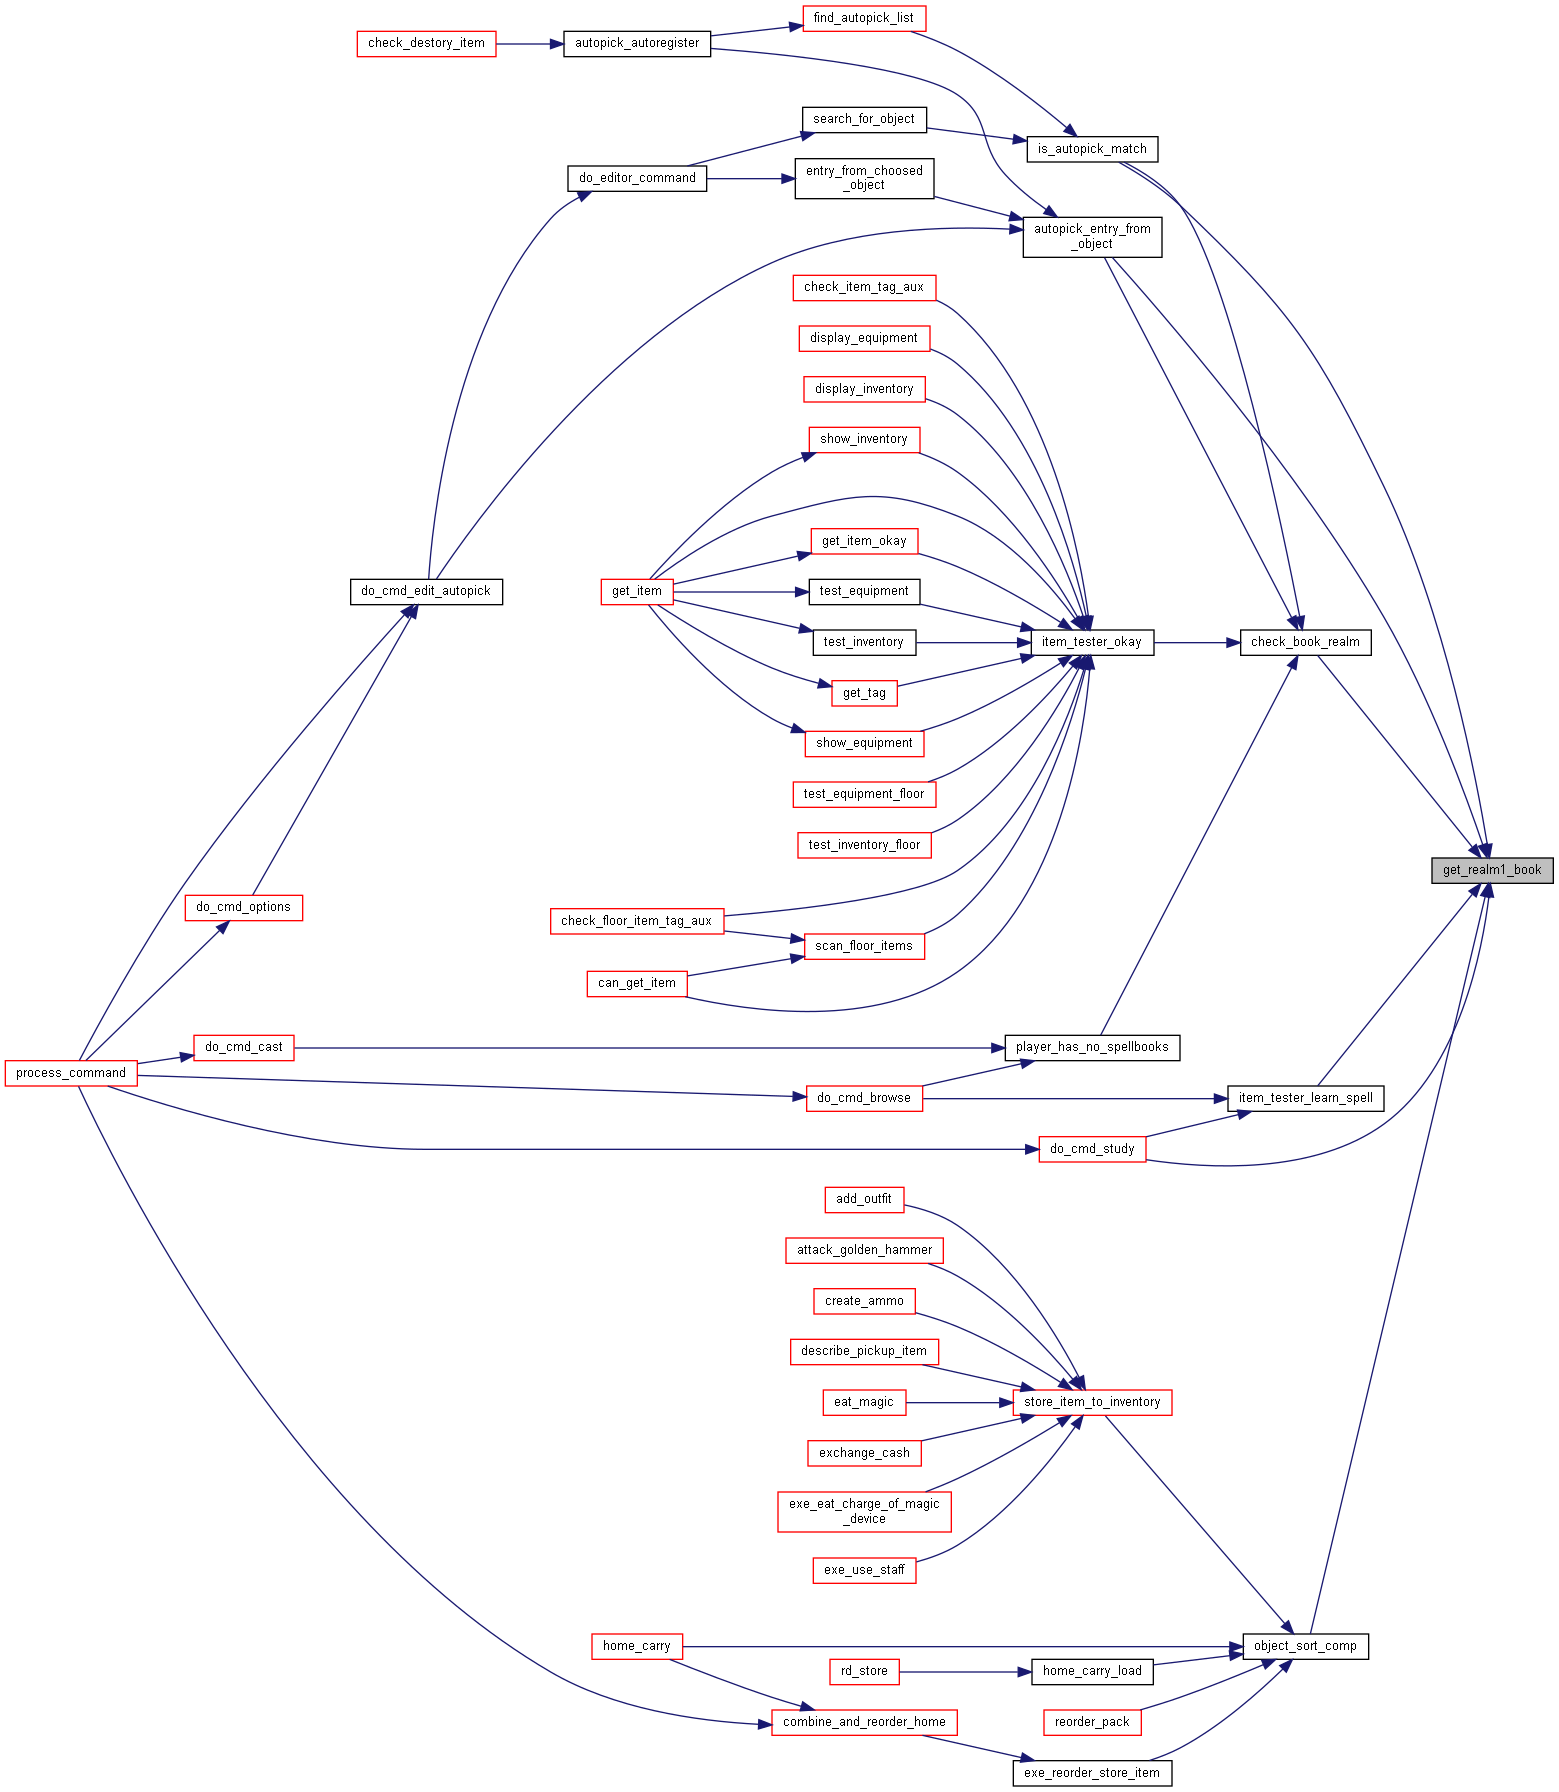 find_autopick_list
check_destory_item
autopick_autoregister
search_for_object
is_autopick_match
do_editor_command
entry_from_choosed
_object
autopick_entry_from
_object
check_item_tag_aux
display_equipment
display_inventory
show_inventory
get_item_okay
get_item
test_equipment
do_cmd_edit_autopick
test_inventory
item_tester_okay
check_book_realm
get_tag
show_equipment
test_equipment_floor
test_inventory_floor
get_realm1_book
do_cmd_options
check_floor_item_tag_aux
scan_floor_items
can_get_item
do_cmd_cast
player_has_no_spellbooks
process_command
do_cmd_browse
item_tester_learn_spell
do_cmd_study
add_outfit
attack_golden_hammer
create_ammo
describe_pickup_item
eat_magic
store_item_to_inventory
exchange_cash
exe_eat_charge_of_magic
_device
exe_use_staff
home_carry
object_sort_comp
rd_store
home_carry_load
combine_and_reorder_home
reorder_pack
exe_reorder_store_item